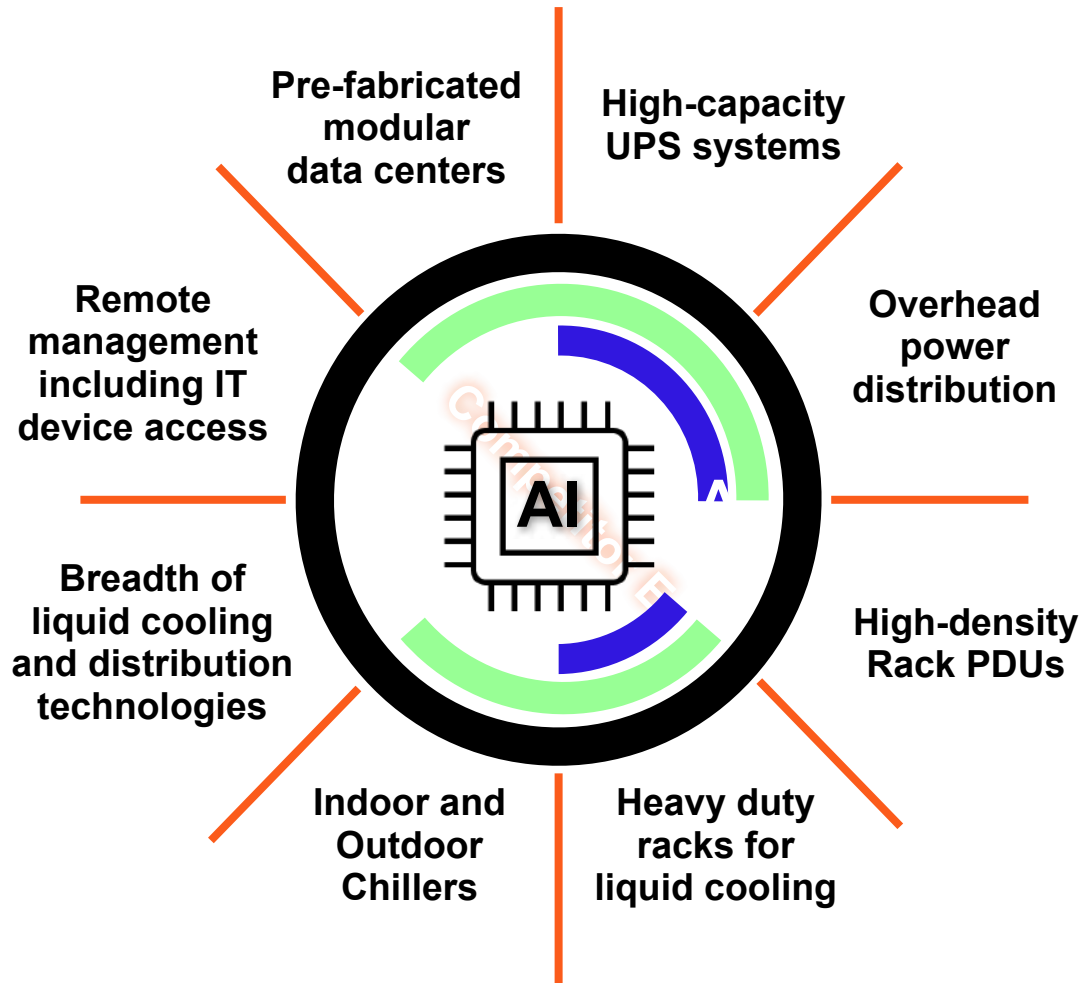 Pre-fabricated
modular
data centers
High-capacity
UPS systems
Overhead
power
distribution
High-density
Rack PDUs
Heavy duty
racks for
liquid cooling
Indoor and
Outdoor
Chillers
Breadth of
liquid cooling
and distribution
technologies
Remote
management
including IT
device access
Competitor E
AI
A